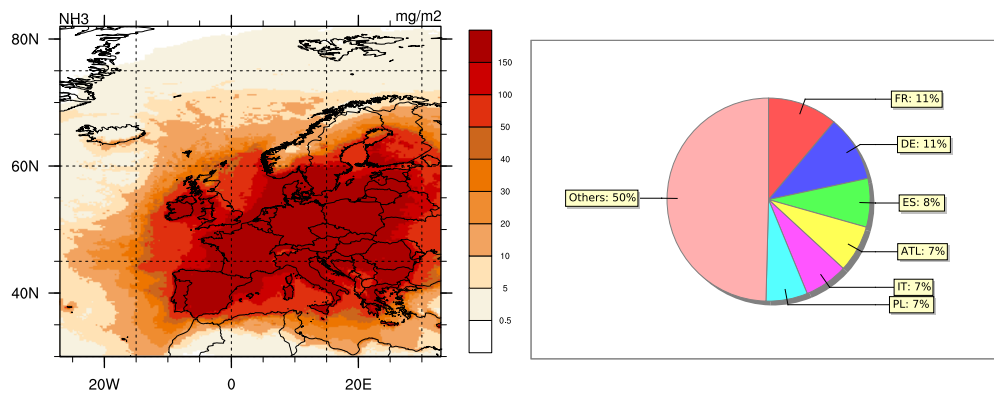 NH3 mg/m2
80N
60N
40N
20W 0 20E
150
100
50
40
30
20
10
5
0.5
FR: 11%
DE: 11%
Others: 50%
ES: 8%
ATL: 7%
IT: 7%
PL: 7%